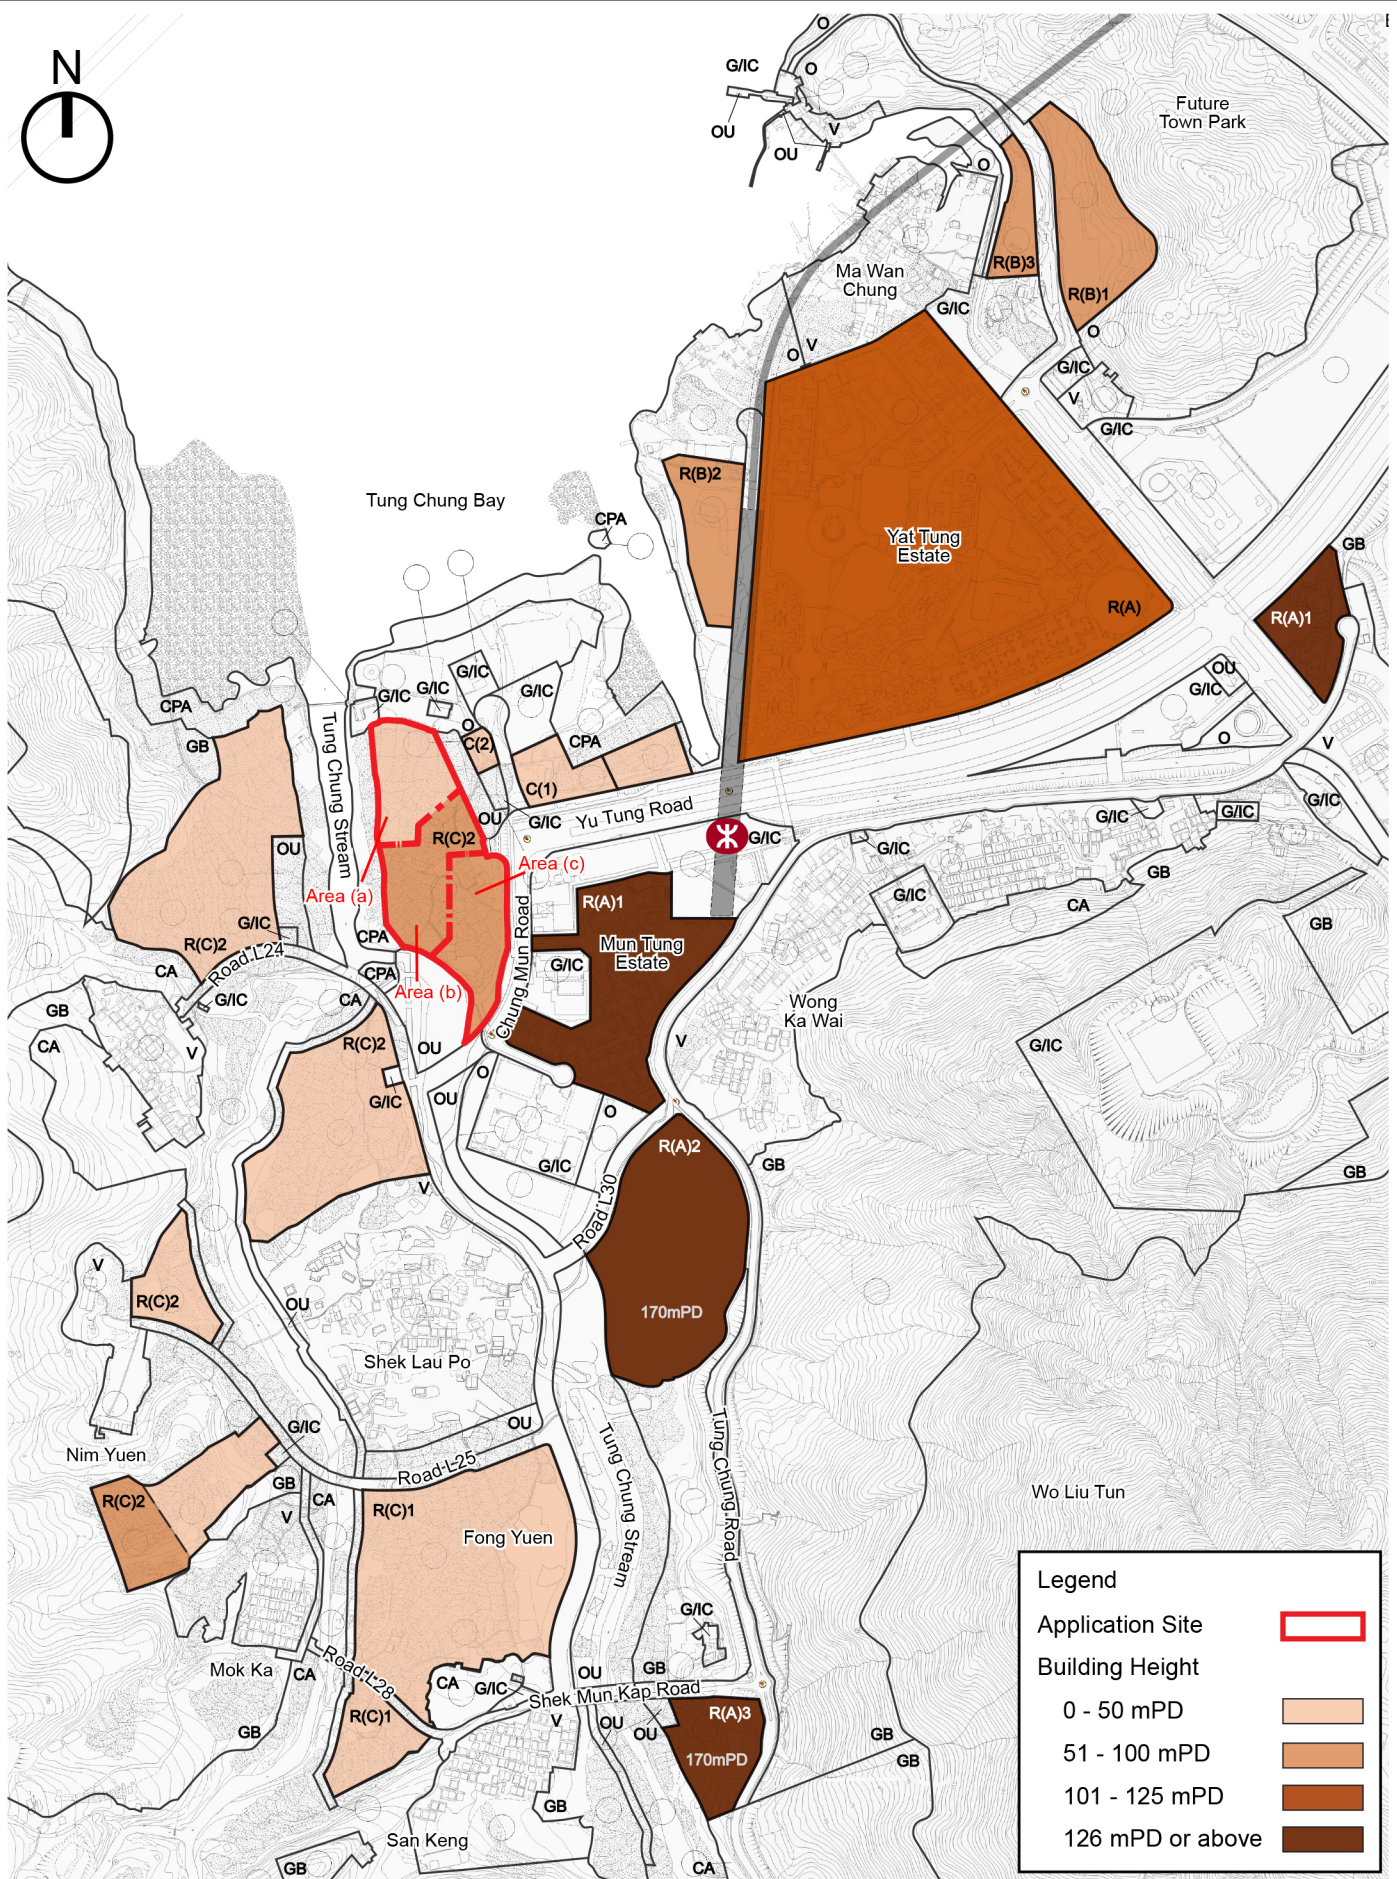 N
O
G/IC
O
OU
V
OU
Future
Town Park
O
R(B)3
R(B)1
Ma Wan
Chung
G/IC
O
V
O
G/IC
V
G/IC
R(B)2
Tung Chung Bay
CPA
Yat Tung
Estate
GB
R(A)
R(A)1
OU
G/IC
O
V
G/IC
G/IC
G/IC
G/IC
O
CPA
GB
C(2)
CPA
C(1)
Tung Chung Stream
Yu Tung Road
OU
G/IC
R(C)2
G/IC
G/IC
G/IC
G/IC
G/IC
OU
Area (c)
Area (a)
GB
G/IC
CA
GB
R(A)1
Mun Tung
Estate
G/IC
CPA
R(C)2
G/IC
Road L24
CA
CPA
Area (b)
Chung Mun Road
GB
G/IC
CA
Wong
Ka Wai
CA
V
R(C)2
OU
V
G/IC
O
G/IC
OU
O
R(A)2
G/IC
GB
GB
V
Road L30
V
R(C)2
OU
170mPD
Shek Lau Po
Tung Chung Road
Tung Chung Stream
OU
G/IC
Nim Yuen
Road L25
GB
CA
R(C)2
V
R(C)1
Fong Yuen
Wo Liu Tun
G/IC
Mok Ka
CA
Road L28
CA
G/IC
OU
GB
Shek Mun Kap Road
R(C)1
V
OU
OU
R(A)3
170mPD
GB
GB
GB
GB
San Keng
GB
CA
Legend
Application Site
Building Height
0 - 50 mPD
51 - 100 mPD
101 - 125 mPD
126 mPD or above